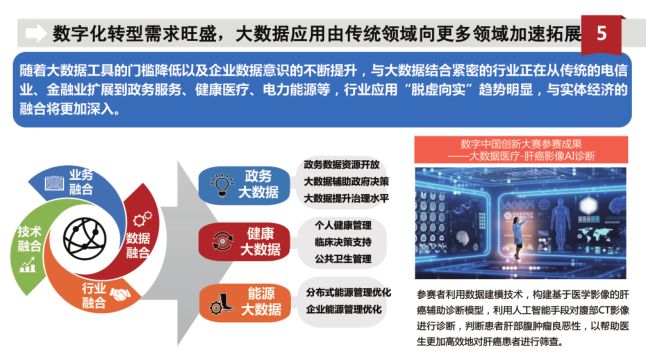 数字化转型需求旺盛，大数据应用由传统领域向更多领域加速拓展
5
随着大数据工具的门槛降低以及企业数据意识的不断提升，与大数据结合紧密的行业正在从传统的电信
业、金融业扩展到政务服务、健康医疗、电力能源等，行业应用“脱虚向实”趋势明显，与实体经济的
融合将更加深入。
业务
融合
数据
融合
行业
融合
技术
融合
政务
大数据
政务数据资源开放
大数据辅助政府决策
大数据提升治理水平
健康
大数据
个人健康管理
临床决策支持
公共卫生管理
能源
大数据
分布式能源管理优化
企业能源管理优化
数字中国创新大赛参赛成果
——大数据医疗-肝癌影像AI诊断
参赛者利用数据建模技术，构建基于医学影像的肝
癌辅助诊断模型，利用人工智能手段对腹部CT影像
进行诊断，判断患者肝部腹肿瘤良恶性，以帮助医
生更加高效地对肝癌患者进行筛查。